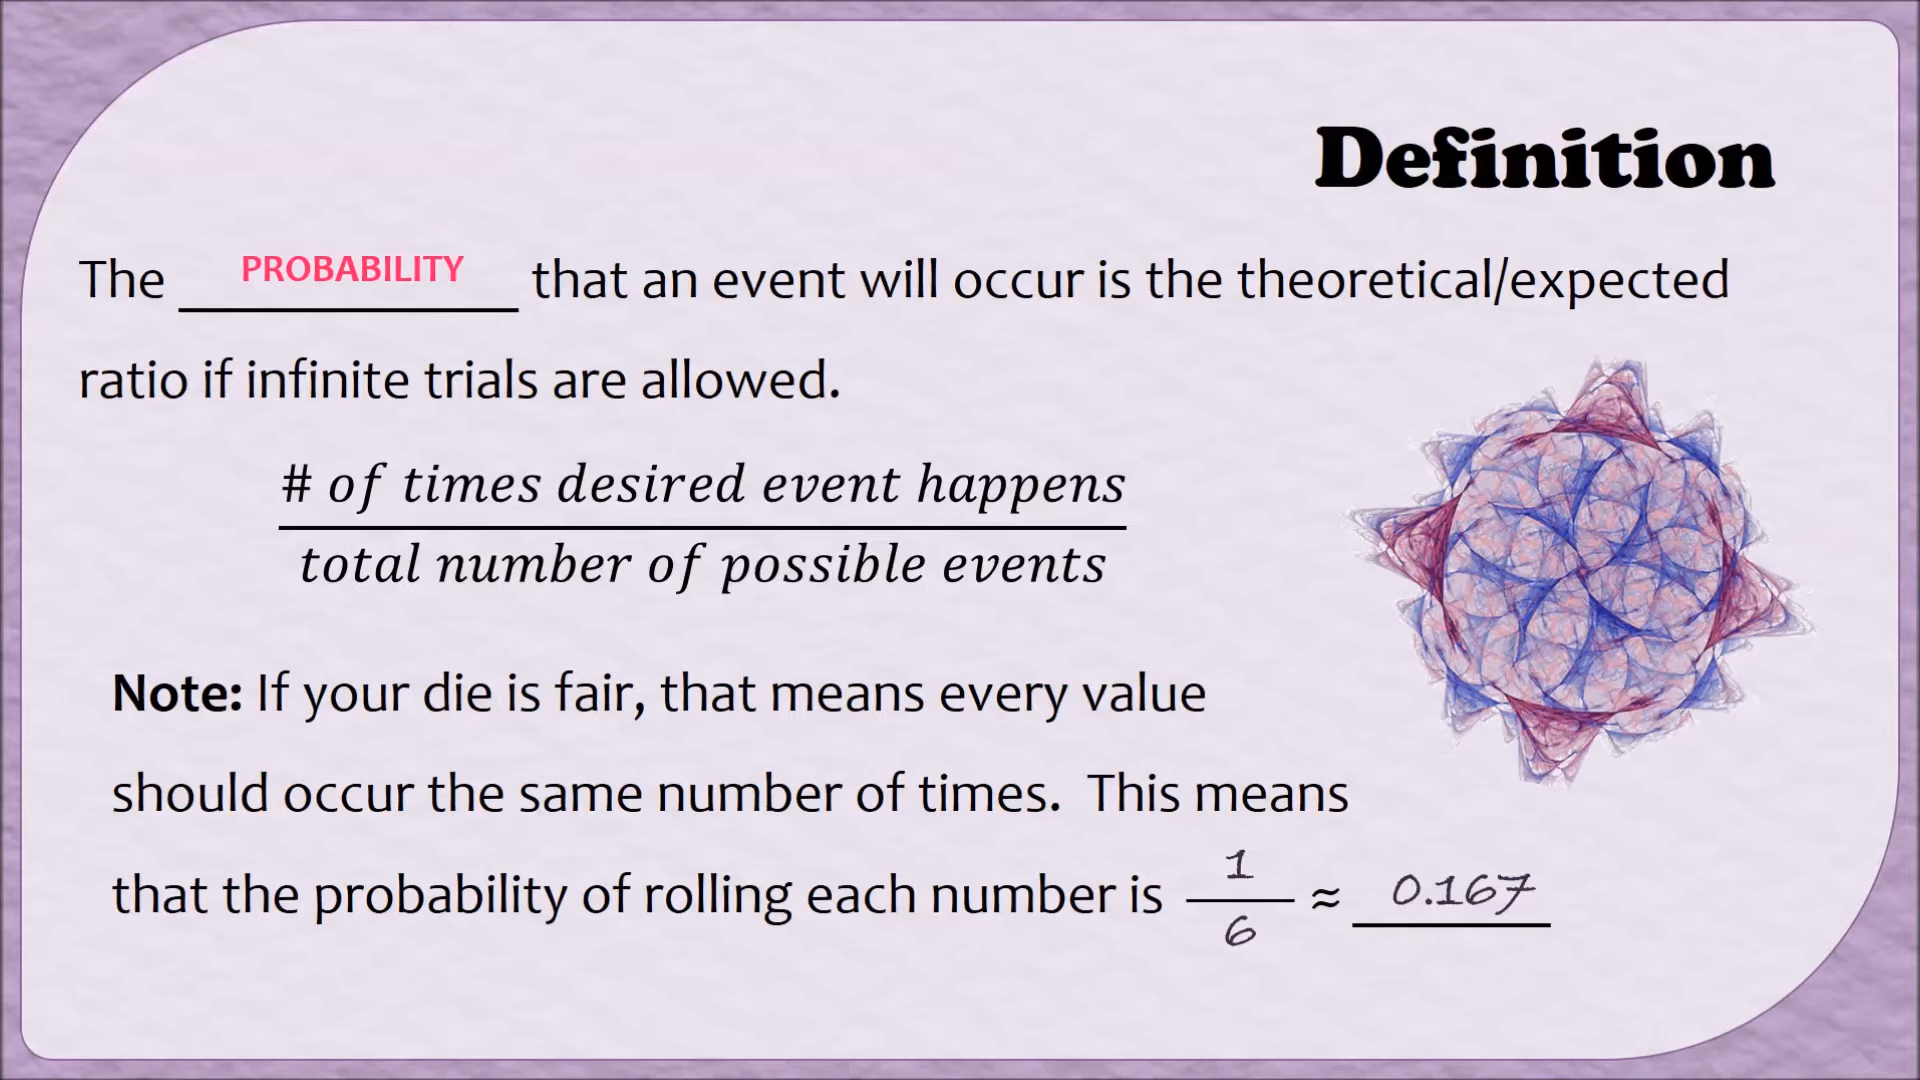 Definition
The PROBABILITY that an event will occur is the theoretical/expected
ratio if infinite trials are allowed.
# of times desired event happens
total number of possible events
Note: If your die is fair, that means every value
should occur the same number of times. This means
that the probability of rolling each number is 1/6 ≈ 0.167